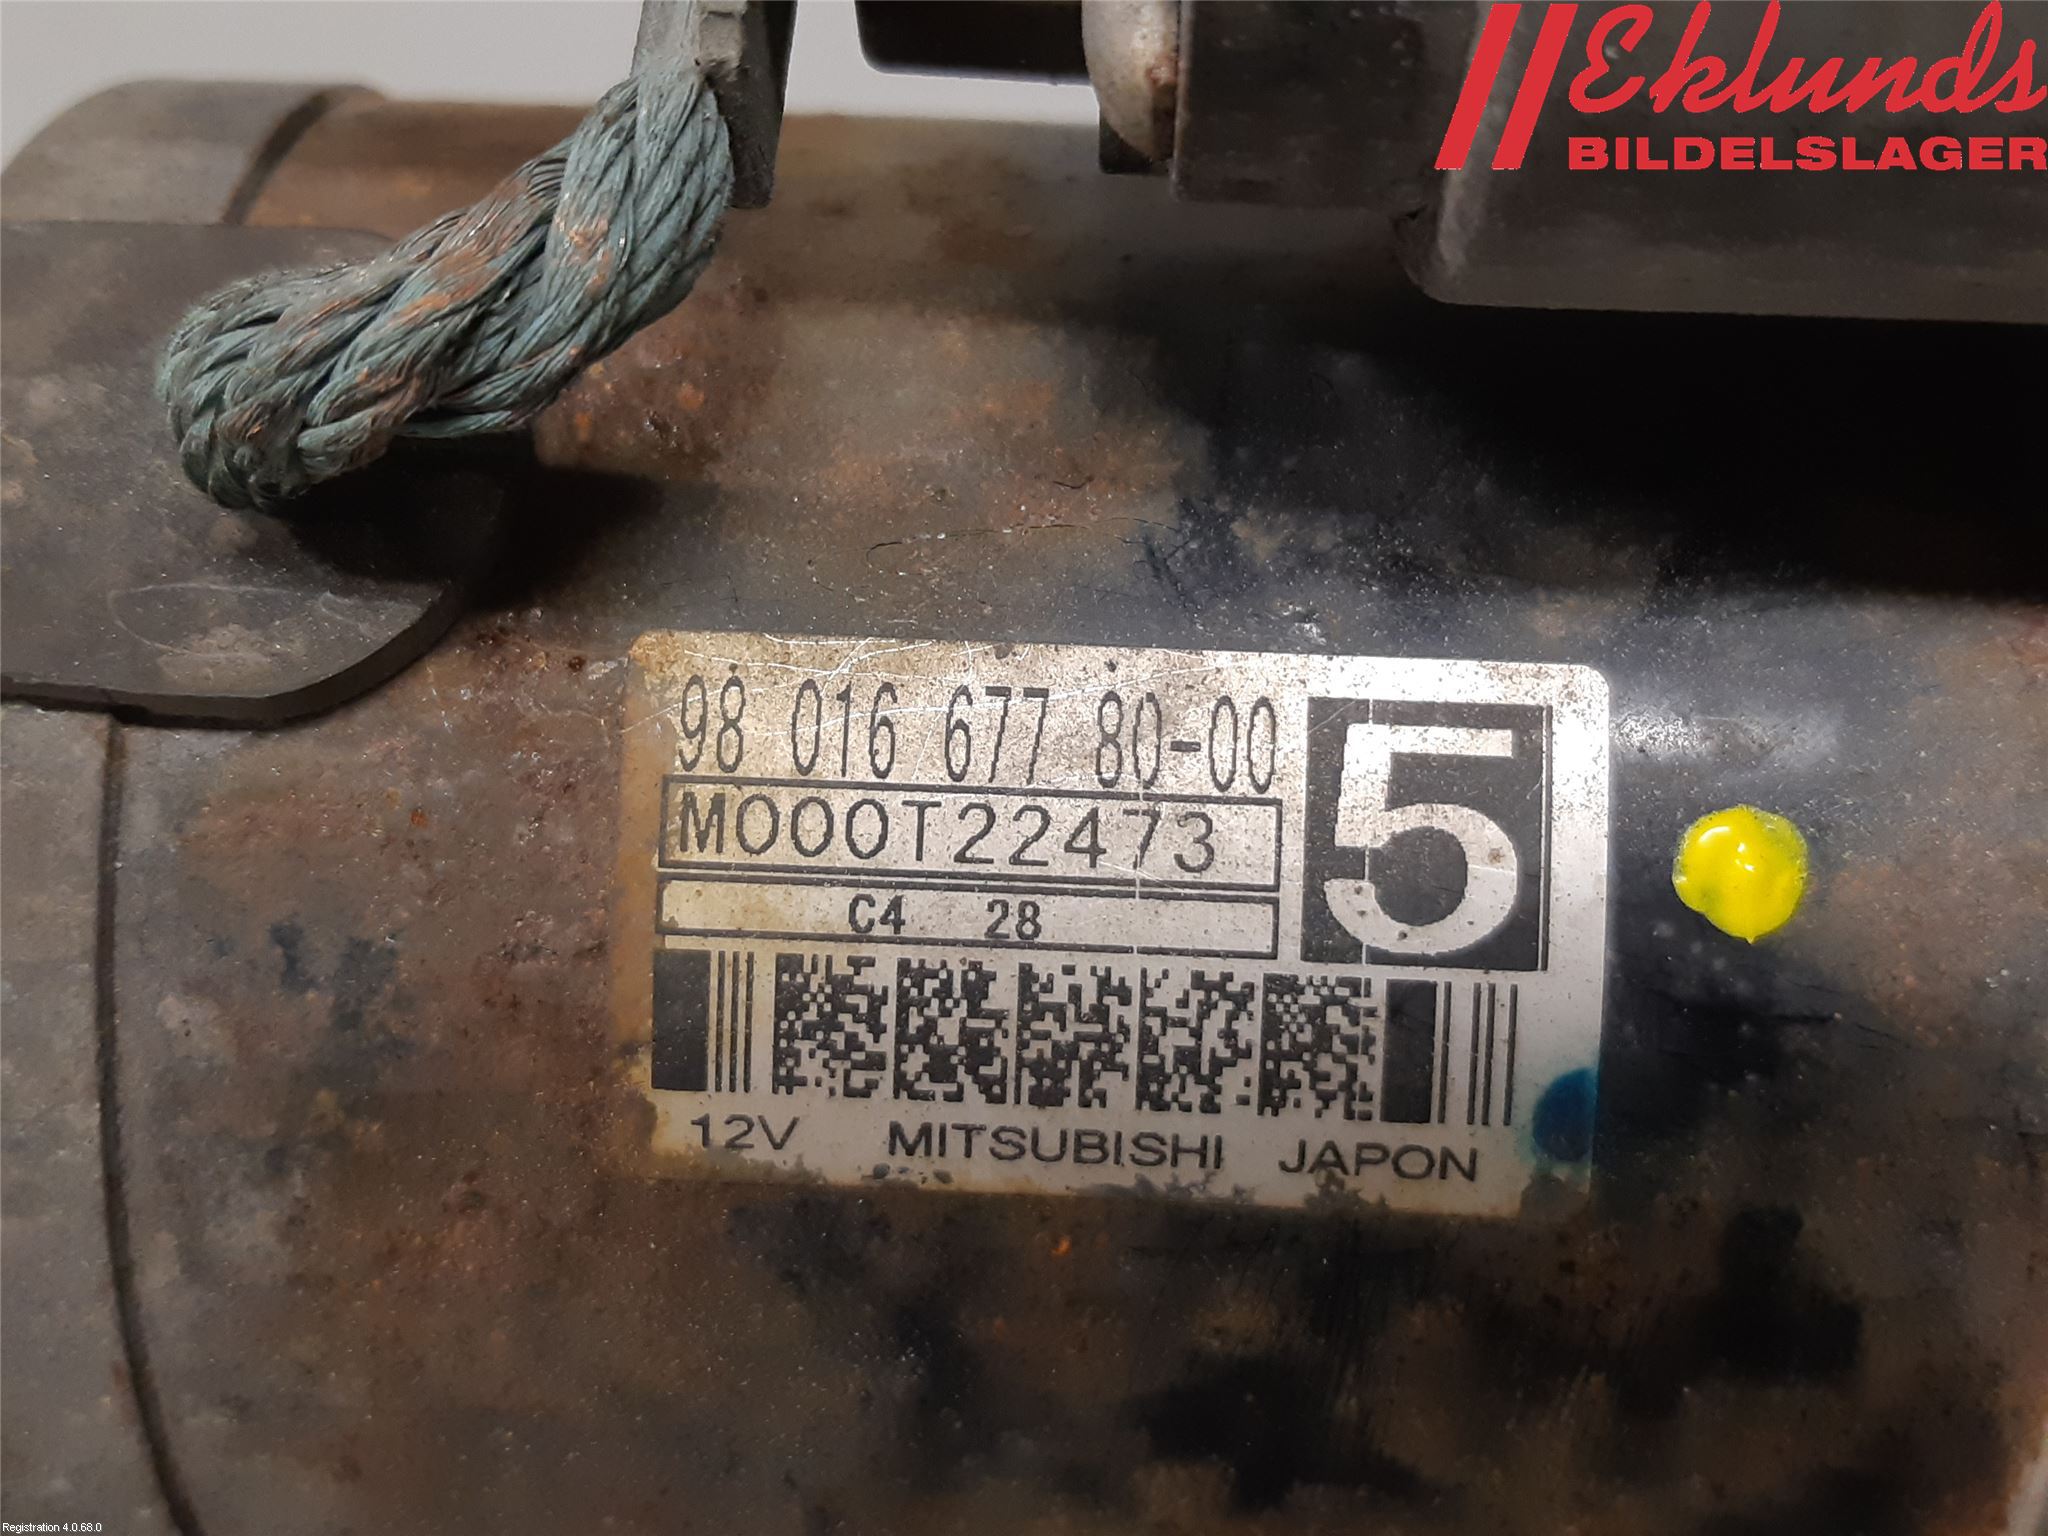 Eklunds
BILDELSLAGER
98 016 677 80-00
5
M000T22473
C4 28
12V MITSUBISHI JAPON
Registration 4.0.68.0